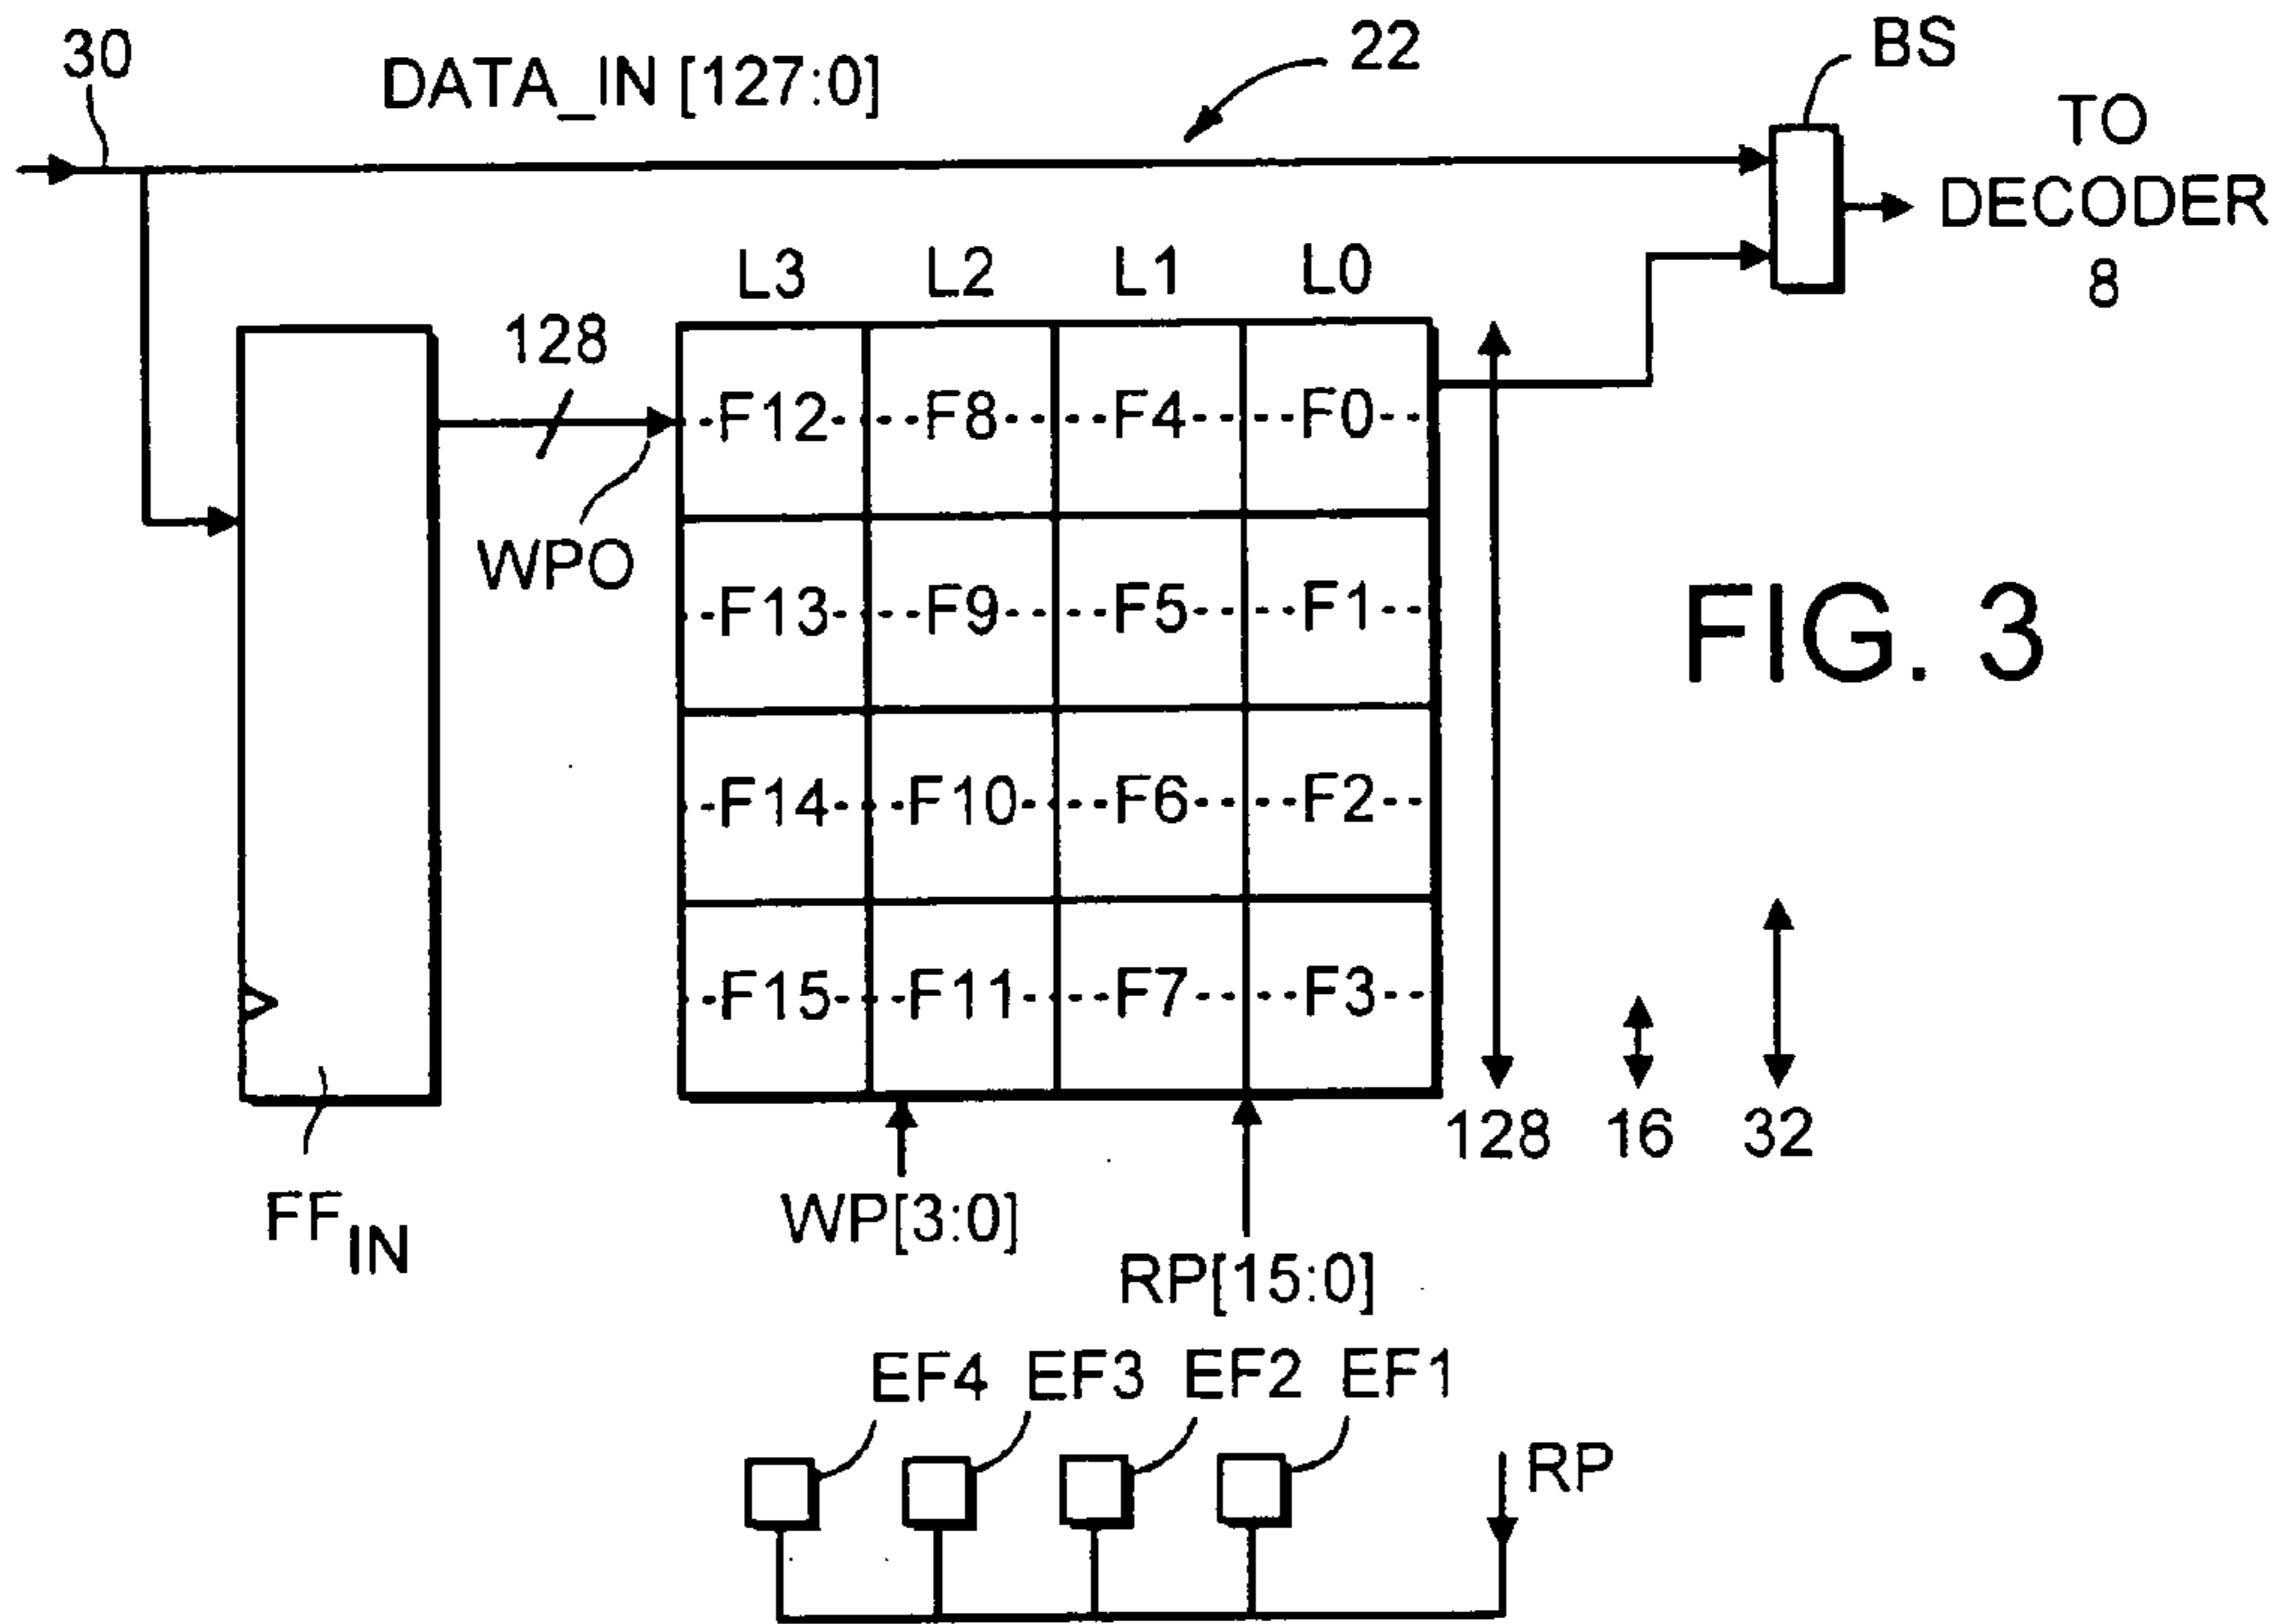 30
DATA_IN [127:0]
22
BS
TO
DECODER
8
L3 L2 L1 L0
128
F12 F8 F4 F0
WPO
F13 F9 F5 F1
FIG. 3
F14 F10 F6 F2
F15 F11 F7 F3
128 16 32
FF IN
WP[3:0]
RP[15:0]
EF4 EF3 EF2 EF1
RP